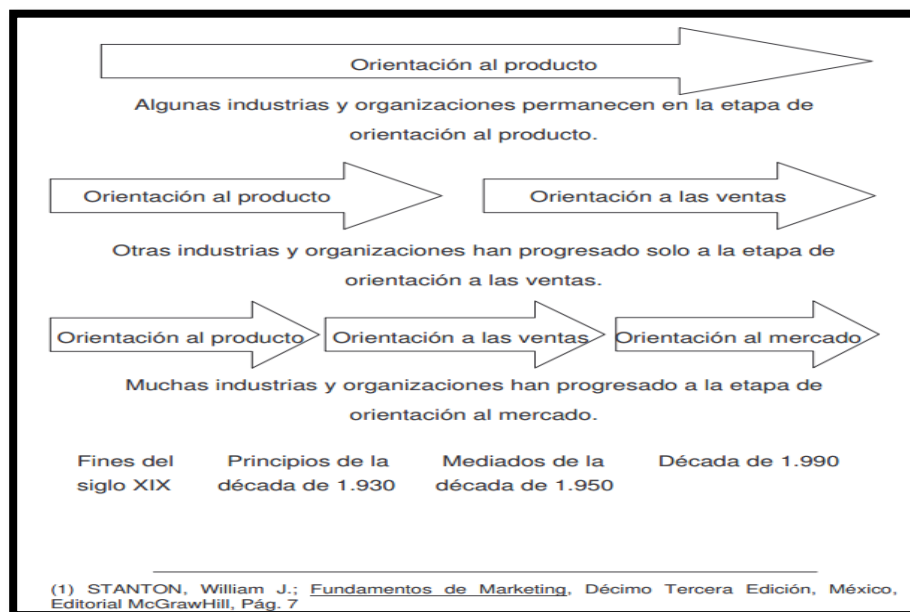 Orientación al producto
Algunas industrias y organizaciones permanecen en la etapa de
orientación al producto.
Orientación al producto Orientación a las ventas
Otras industrias y organizaciones han progresado solo a la etapa de
orientación a las ventas.
Orientación al producto Orientación a las ventas Orientación al mercado
Muchas industrias y organizaciones han progresado a la etapa de
orientación al mercado.
Fines del Principios de la Mediados de la Década de 1.990
siglo XIX década de 1.930 década de 1.950
(1) STANTON, William J.; Fundamentos de Marketing, Décimo Tercera Edición, México,
Editorial McGrawHill, Pág. 7